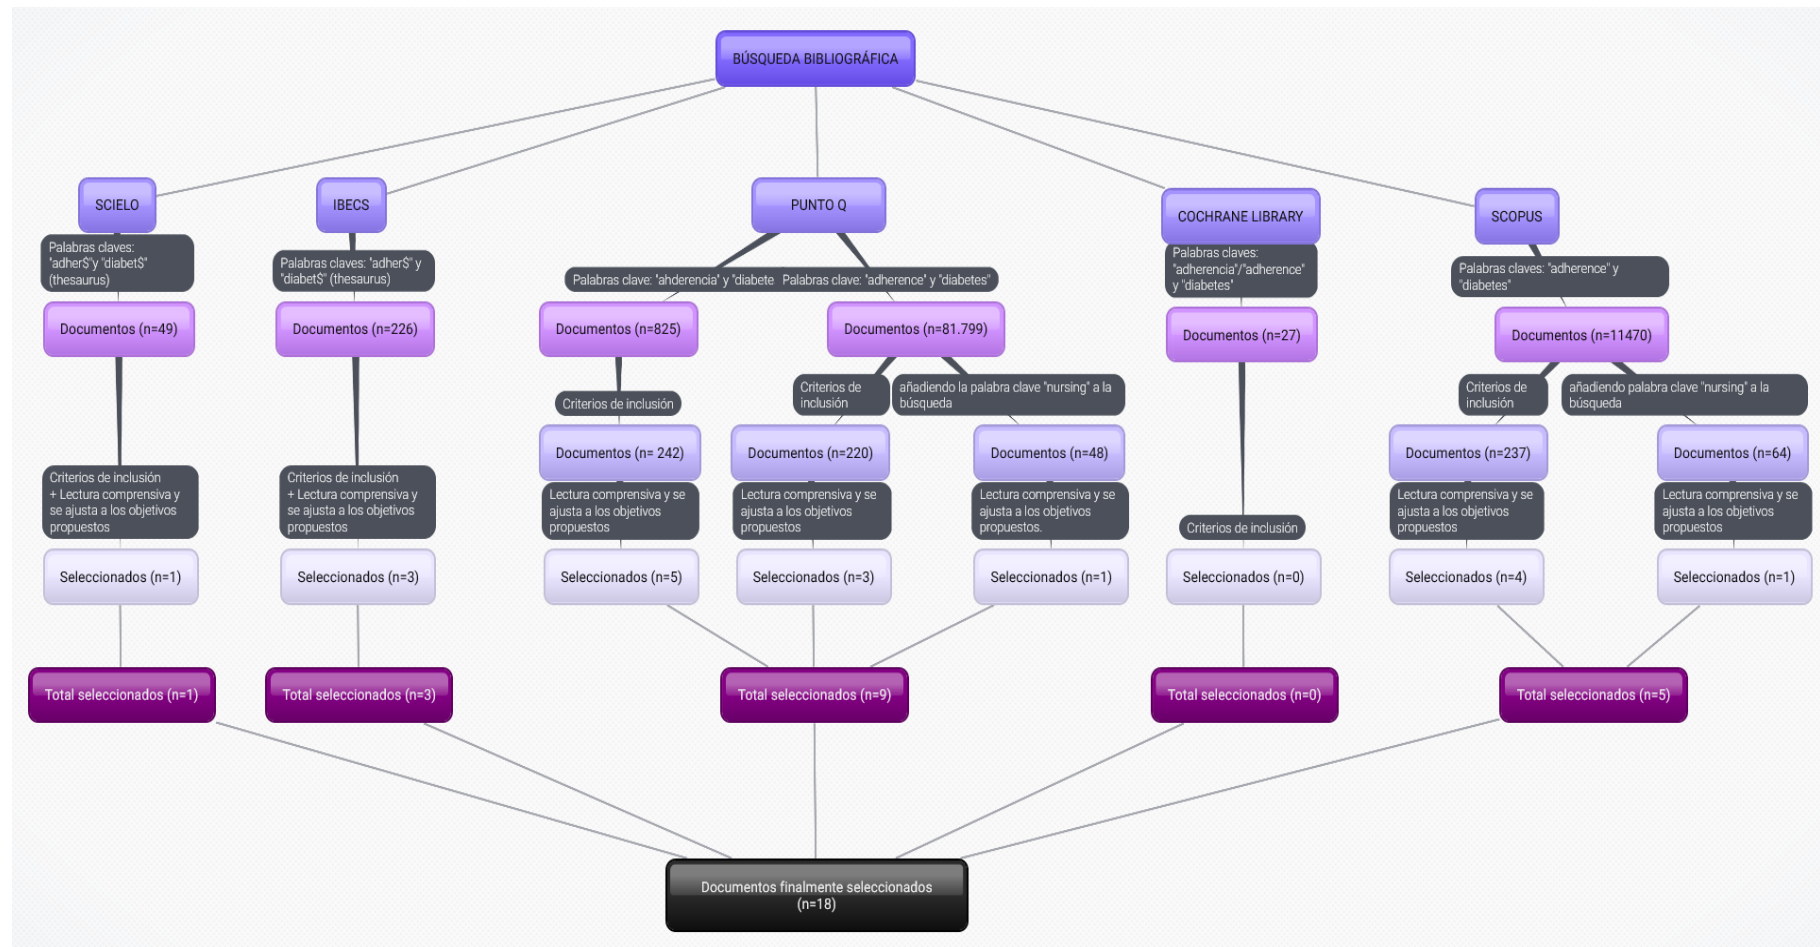 BÚSQUEDA BIBLIOGRÁFICA
SCIELO
IBECS
PUNTO Q
COCHRANE LIBRARY
SCOPUS
Palabras claves:
"adher$"y "diabet$"
(thesaurus)
Palabras claves: "adher$" y
"diabet$" (thesaurus)
Palabras clave: "ahderencia" y "diabete
Palabras clave: "adherence" y "diabetes"
Palabras claves:
"adherencia"/"adherence"
y "diabetes"
Palabras claves: "adherence" y
"diabetes"
Documentos (n=49)
Documentos (n=226)
Documentos (n=825)
Documentos (n=81.799)
Documentos (n=27)
Documentos (n=11470)
Criterios de inclusión
Criterios de
inclusión
añadiendo la palabra clave "nursing" a la
búsqueda
Criterios de
inclusión
añadiendo palabra clave "nursing" a la
búsqueda
Documentos (n= 242)
Documentos (n=220)
Documentos (n=48)
Documentos (n=237)
Documentos (n=64)
Criterios de inclusión
+ Lectura comprensiva y
se ajusta a los objetivos
propuestos
Criterios de inclusión
+ Lectura comprensiva y
se ajusta a los objetivos
propuestos
Lectura comprensiva y se
ajusta a los objetivos
propuestos
Lectura comprensiva y se
ajusta a los objetivos
propuestos
Lectura comprensiva y se
ajusta a los objetivos
propuestos.
Criterios de inclusión
Lectura comprensiva y se
ajusta a los objetivos
propuestos
Lectura comprensiva y se
ajusta a los objetivos
propuestos
Seleccionados (n=1)
Seleccionados (n=3)
Seleccionados (n=5)
Seleccionados (n=3)
Seleccionados (n=1)
Seleccionados (n=0)
Seleccionados (n=4)
Seleccionados (n=1)
Total seleccionados (n=1)
Total seleccionados (n=3)
Total seleccionados (n=9)
Total seleccionados (n=0)
Total seleccionados (n=5)
Documentos finalmente seleccionados
(n=18)